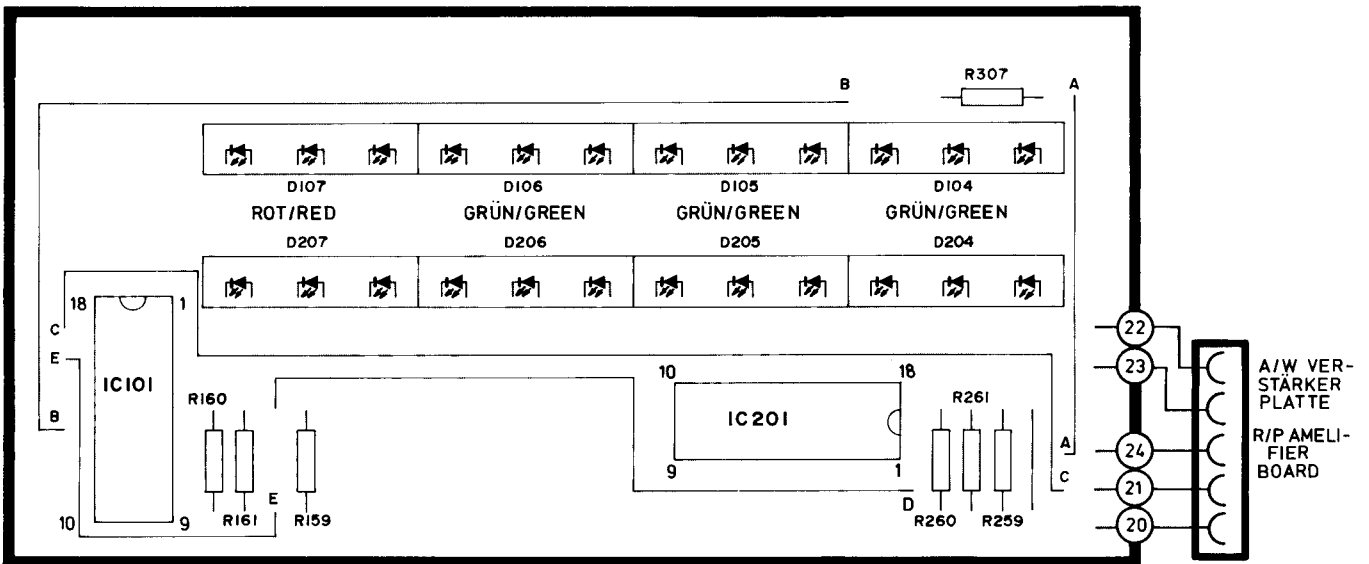 R307
B
A
D107
D106
D105
D104
ROT/RED
GRÜN/GREEN
GRÜN/GREEN
GRÜN/GREEN
D207
D206
D205
D204
18
1
C
E
B
IC101
10
9
R160
R161
E
R159
10
18
IC201
9
1
R261
D
R260
R259
A
C
22
23
24
21
20
A/W VER-
STÄRKER
PLATTE
R/P AMELI-
FIER
BOARD